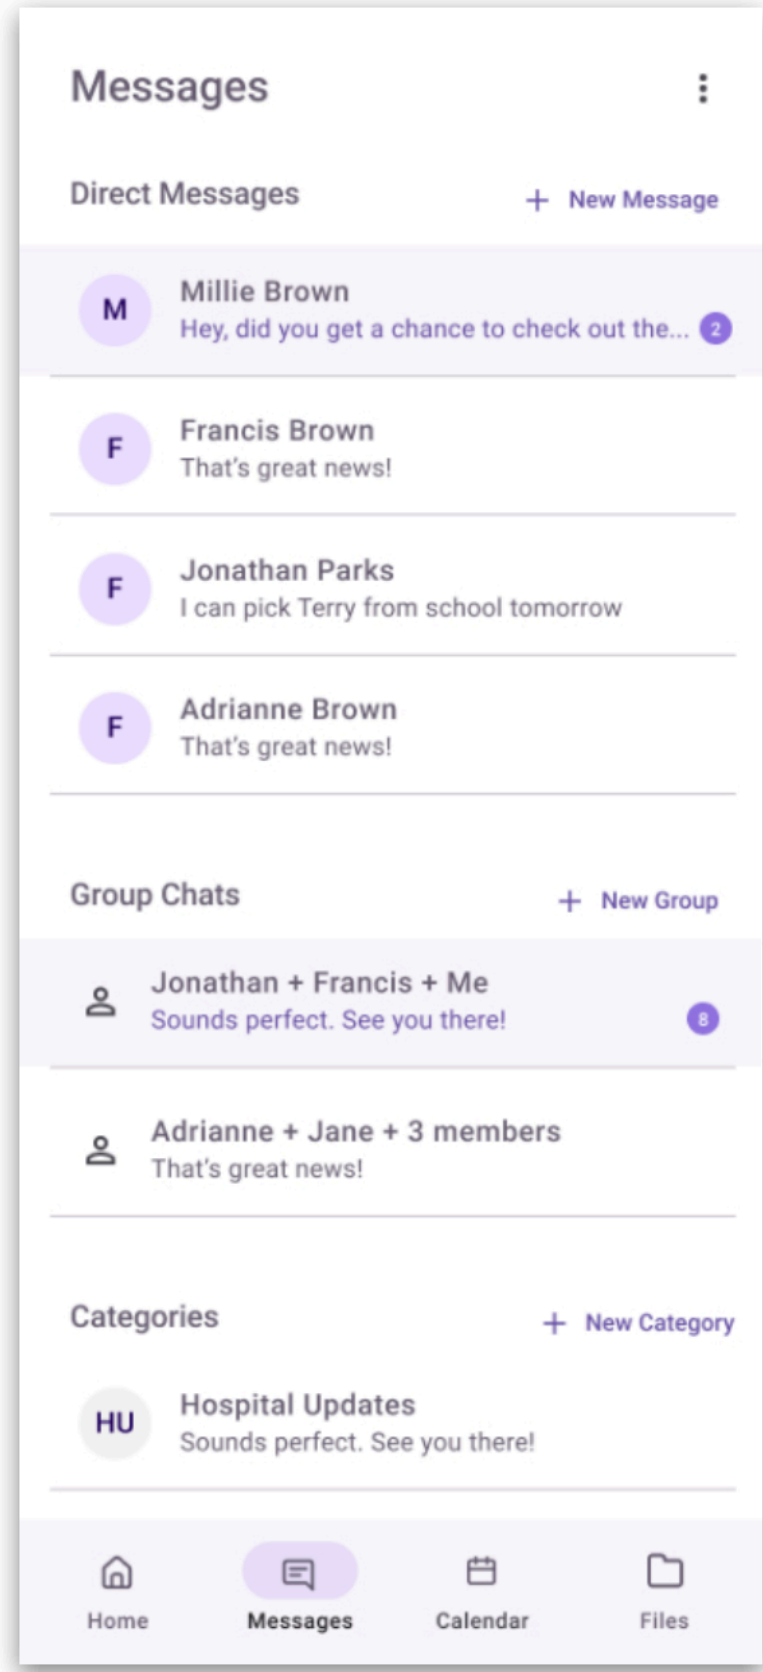 Messages
Direct Messages
+ New Message
M
Millie Brown
Hey, did you get a chance to check out the...
2
F
Francis Brown
That's great news!
F
Jonathan Parks
I can pick Terry from school tomorrow
F
Adrianne Brown
That's great news!
Group Chats
+ New Group
Jonathan + Francis + Me
Sounds perfect. See you there!
8
Adrianne + Jane + 3 members
That's great news!
Categories
+ New Category
HU
Hospital Updates
Sounds perfect. See you there!
Home
Messages
Calendar
Files